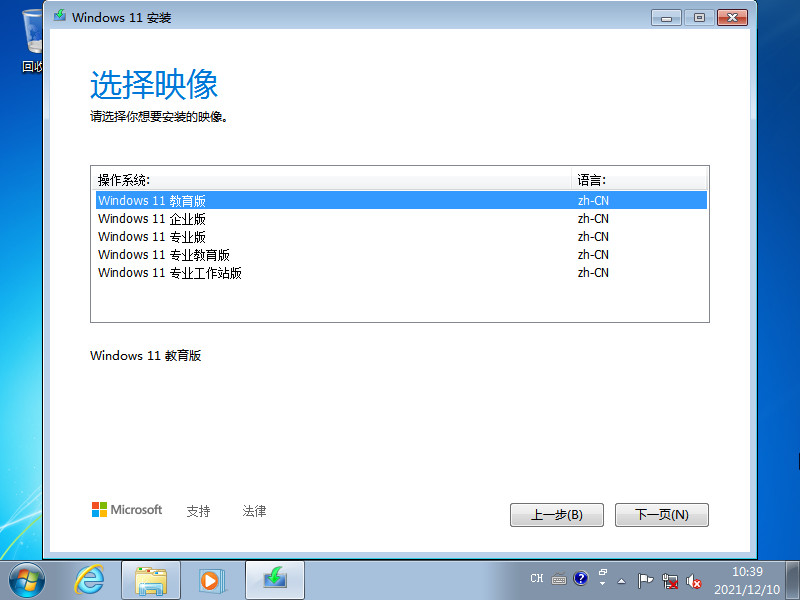 Windows 11 安装
回收
选择映像
请选择你想要安装的映像。
操作系统: 语言:
Windows 11 教育版 zh-CN
Windows 11 企业版 zh-CN
Windows 11 专业版 zh-CN
Windows 11 专业教育版 zh-CN
Windows 11 专业工作站版 zh-CN
Windows 11 教育版
Microsoft 支持 法律 上一步(B) 下一页(N)
CH
10:39
2021/12/10